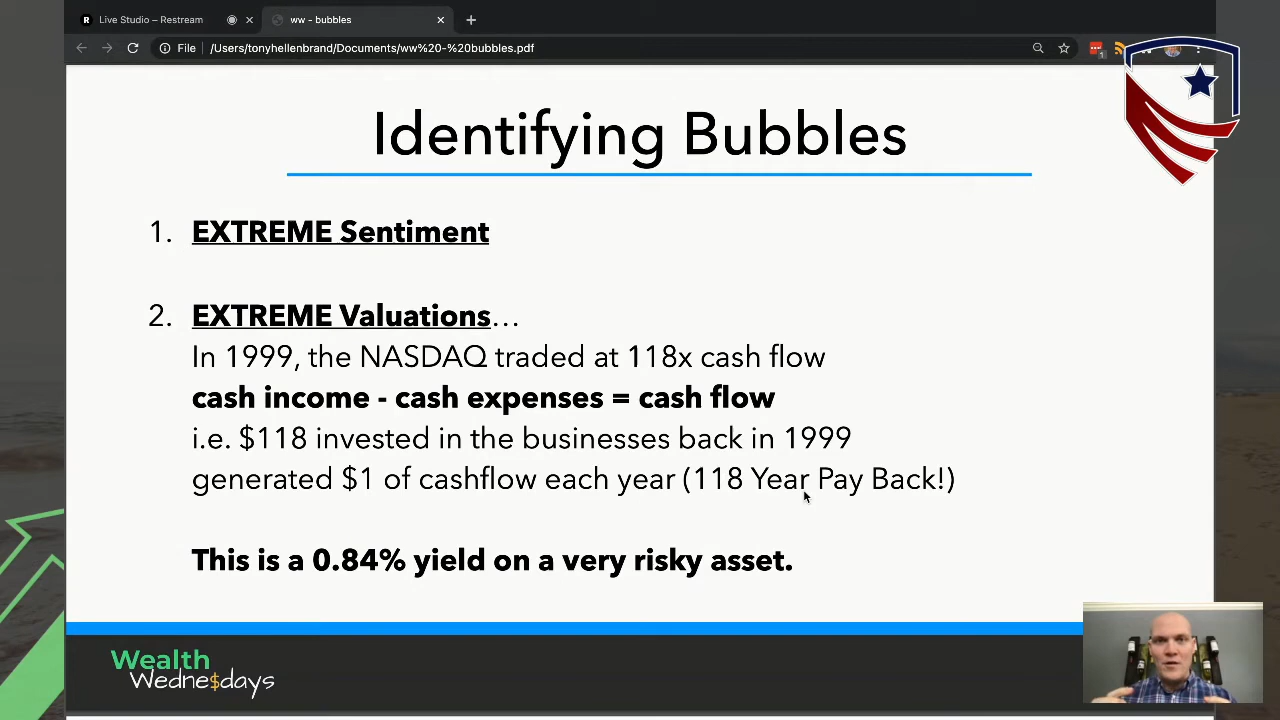 Live Studio – Restream
ww - bubbles
File
/Users/tonyhellenbrand/Documents/ww%20-%20bubbles.pdf
1
Identifying Bubbles
1. EXTREME Sentiment
2. EXTREME Valuations…
In 1999, the NASDAQ traded at 118x cash flow
cash income - cash expenses = cash flow
i.e. $118 invested in the businesses back in 1999
generated $1 of cashflow each year (118 Year Pay Back!)
This is a 0.84% yield on a very risky asset.
Wealth
Wedne$days